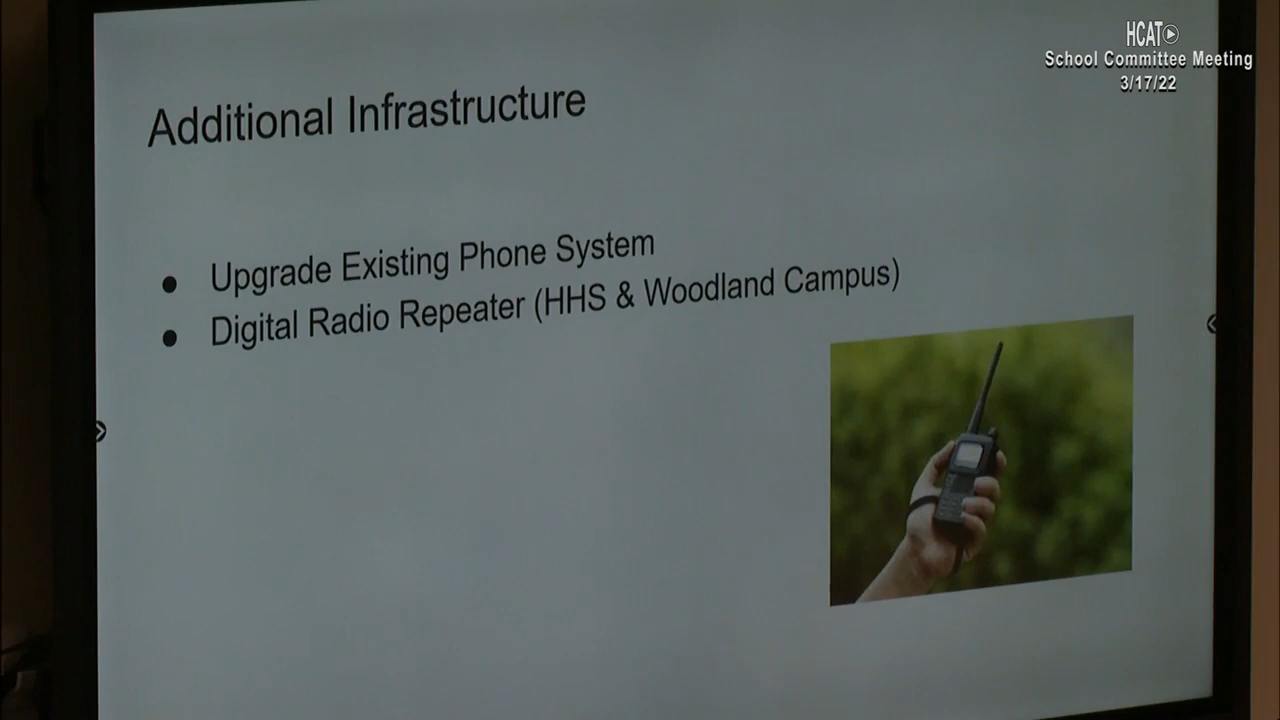 HCAT
School Committee Meeting
3/17/22
Additional Infrastructure
● Upgrade Existing Phone System
● Digital Radio Repeater (HHS & Woodland Campus)